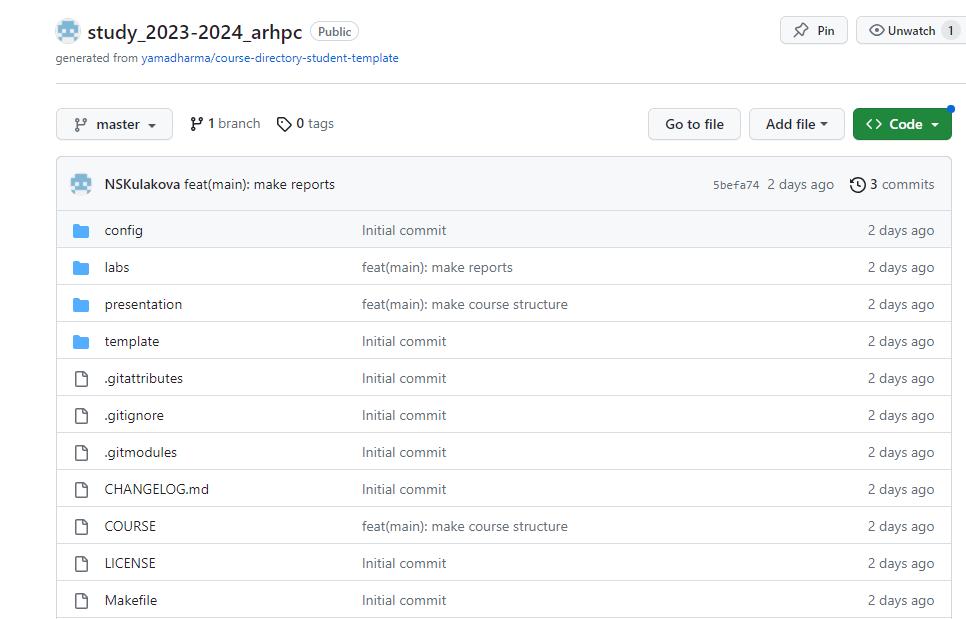 study_2023-2024_arhpc Public Pin Unwatch 1
generated from yamadharma/course-directory-student-template
master 1 branch 0 tags Go to file Add file Code
NSKulakova feat(main): make reports 5befa74 2 days ago 3 commits
config Initial commit 2 days ago
labs feat(main): make reports 2 days ago
presentation feat(main): make course structure 2 days ago
template Initial commit 2 days ago
.gitattributes Initial commit 2 days ago
.gitignore Initial commit 2 days ago
.gitmodules Initial commit 2 days ago
CHANGELOG.md Initial commit 2 days ago
COURSE feat(main): make course structure 2 days ago
LICENSE Initial commit 2 days ago
Makefile Initial commit 2 days ago